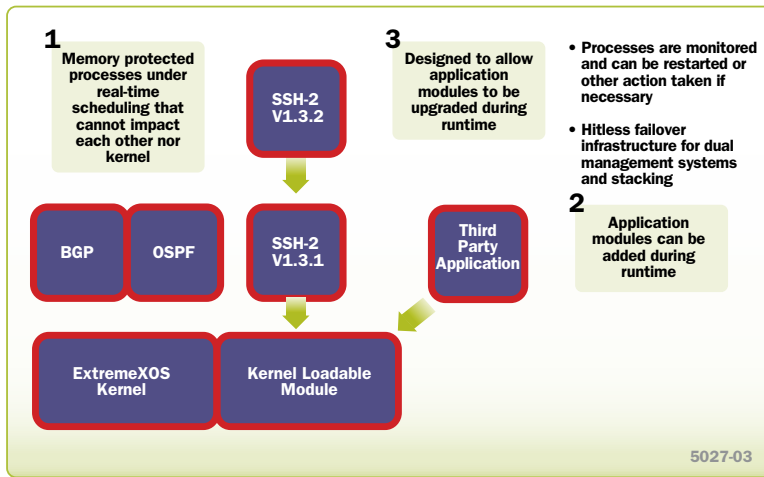 1
Memory protected
processes under
real-time
scheduling that
cannot impact
each other nor
kernel
SSH-2
V1.3.2
3
Designed to allow
application
modules to be
upgraded during
runtime
• Processes are monitored
and can be restarted or
other action taken if
necessary
• Hitless failover
infrastructure for dual
management systems
and stacking
BGP
OSPF
SSH-2
V1.3.1
Third
Party
Application
2
Application
modules can be
added during
runtime
ExtremeXOS
Kernel
Kernel Loadable
Module
5027-03